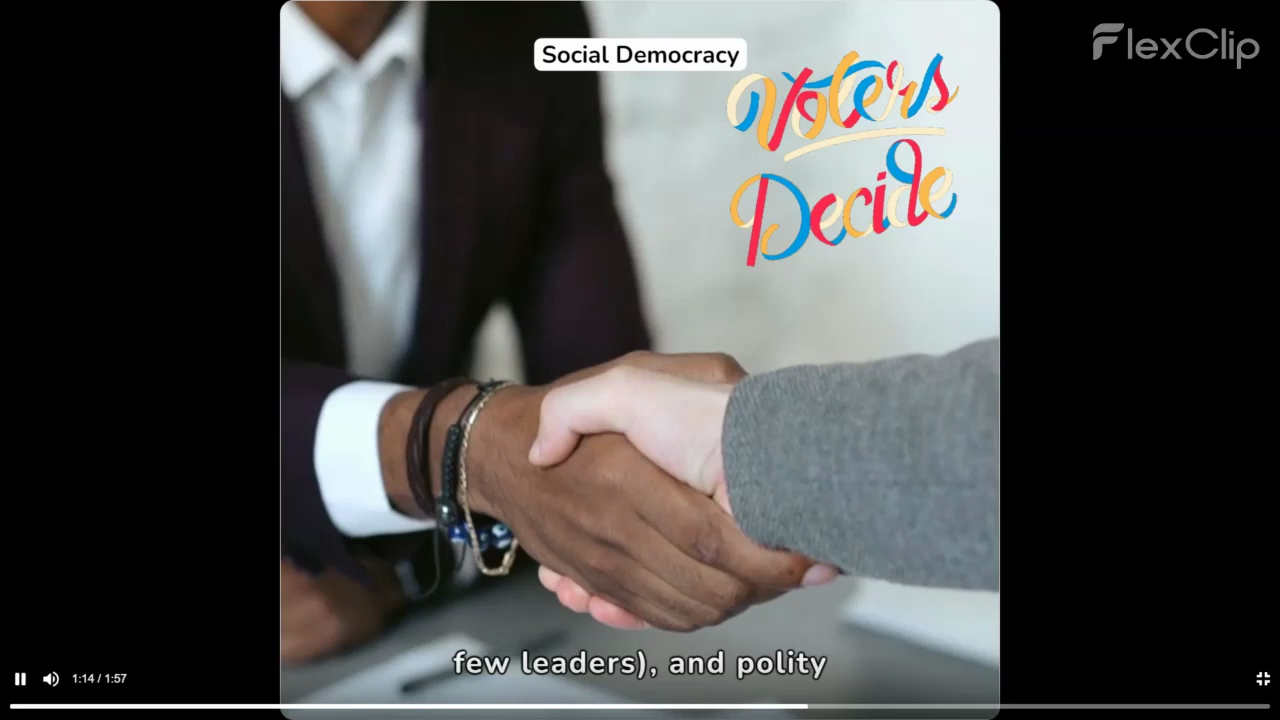 FlexClip
Social Democracy
Voters
Decide
few leaders), and polity
1:14 / 1:57